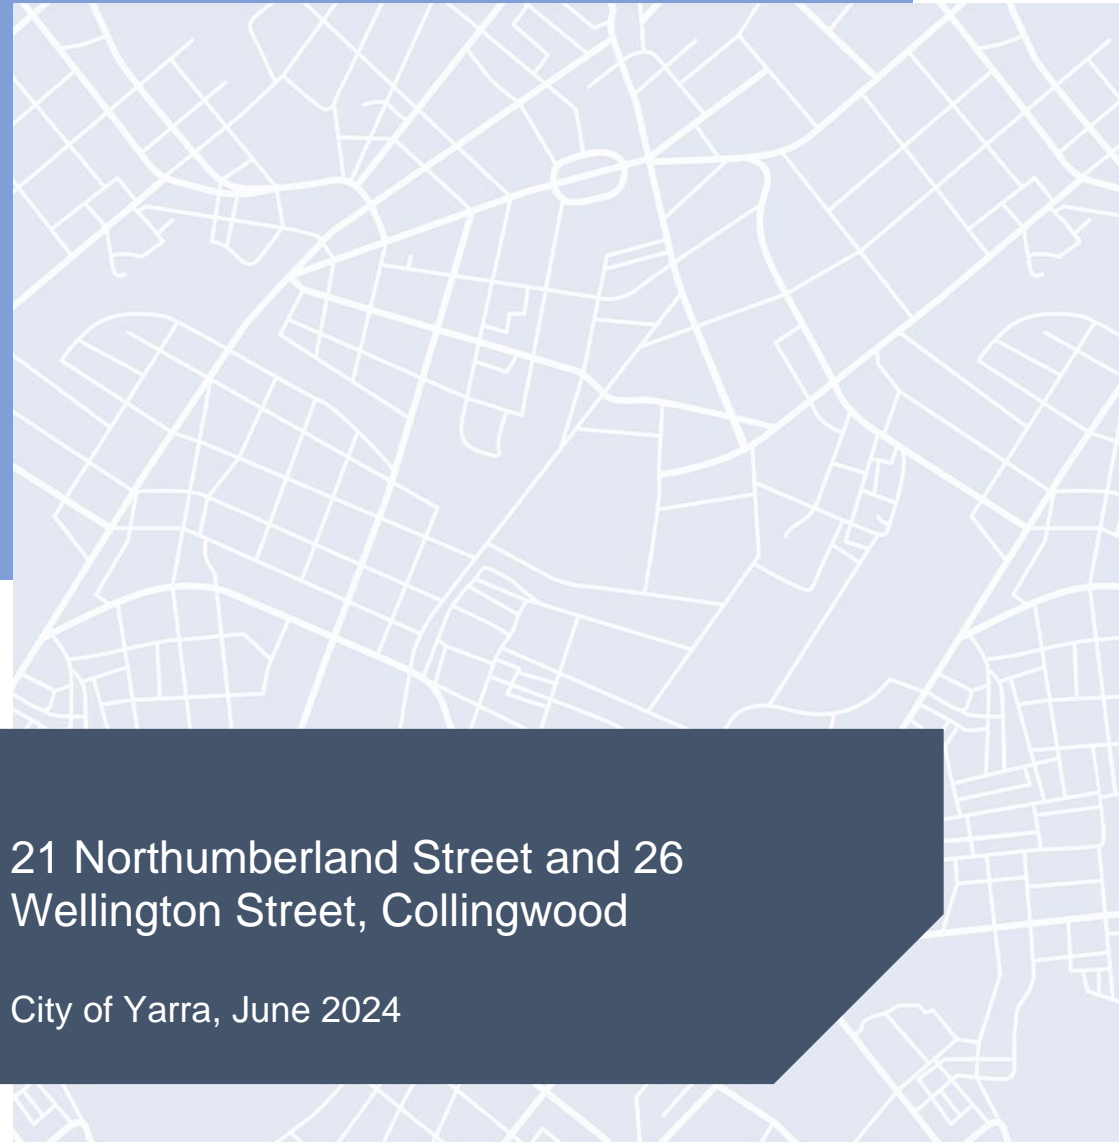 21 Northumberland Street and 26
Wellington Street, Collingwood
City of Yarra, June 2024